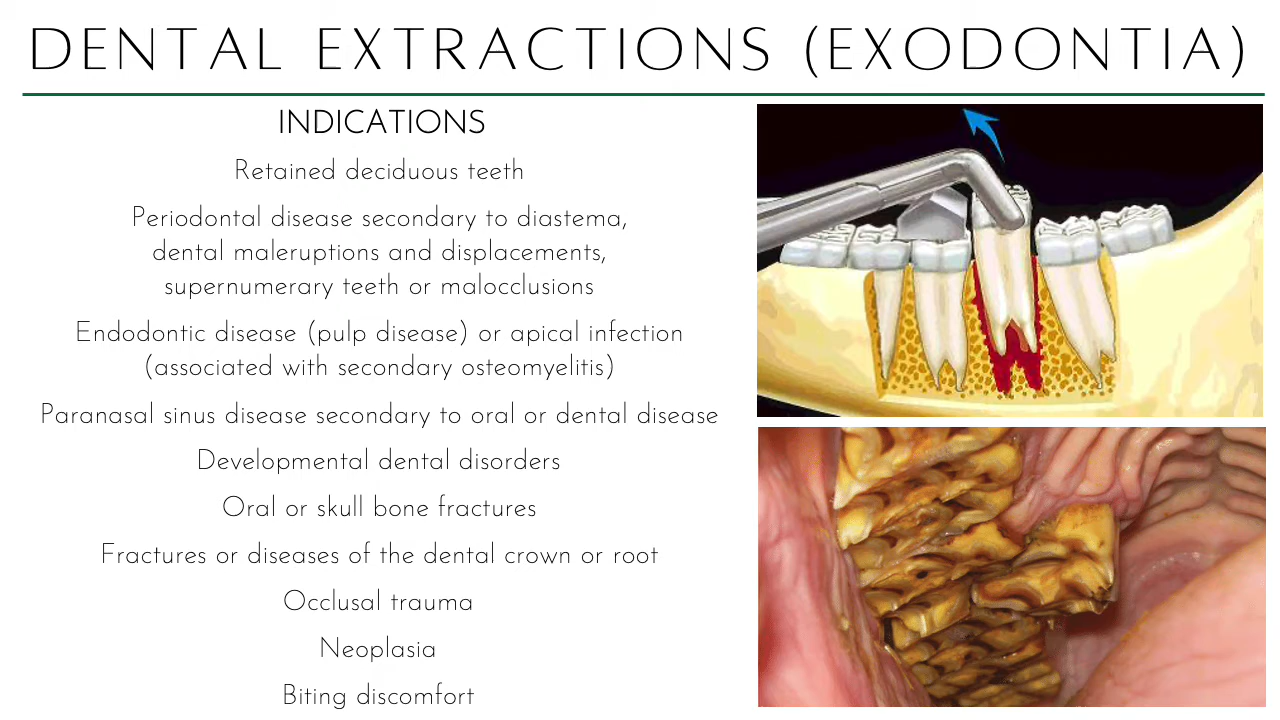 DENTAL EXTRACTIONS (EXODONTIA)
INDICATIONS
Retained deciduous teeth
Periodontal disease secondary to diastema,
dental maleruptions and displacements,
supernumerary teeth or malocclusions
Endodontic disease (pulp disease) or apical infection
(associated with secondary osteomyelitis)
Paranasal sinus disease secondary to oral or dental disease
Developmental dental disorders
Oral or skull bone fractures
Fractures or diseases of the dental crown or root
Occlusal trauma
Neoplasia
Biting discomfort